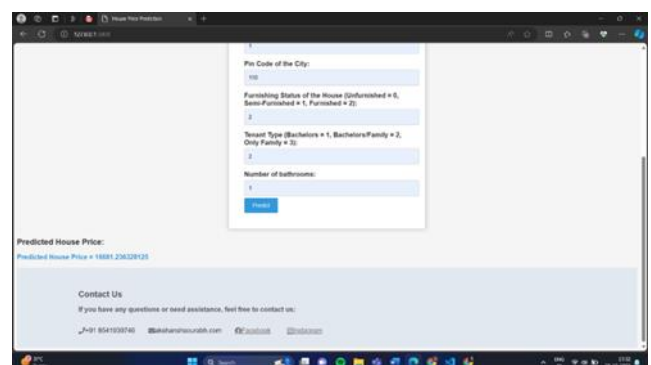 House Price Prediction
1
Pin Code of the City:
Furnishing Status of the House (Unfurnished = 0,
Semi-Furnished = 1, Furnished = 2):
2
Tenant Type (Bachelors = 1, Bachelors/Family = 2,
Only Family = 3):
2
Number of bathrooms:
1
Predict
Predicted House Price:
Predicted House Price =
Contact Us
If you have any questions or need assistance, feel free to contact us:
Facebook
Instagram
Search